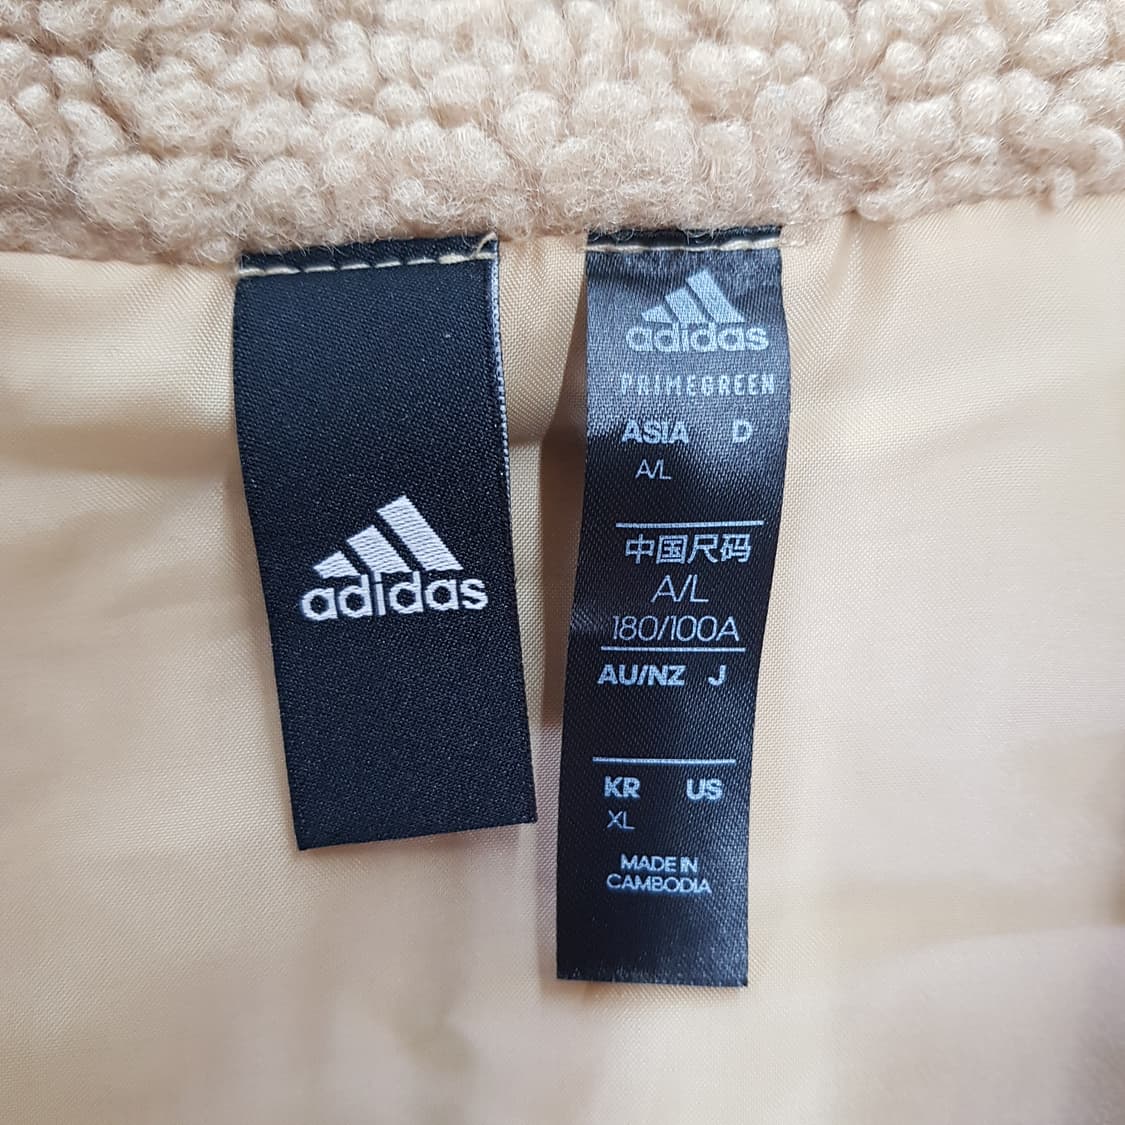 adidas
adidas
PRIMEGREEN
ASIA D
A/L
中国尺码
A/L
180/100A
AU/NZ J
KR US
XL
MADE IN
CAMBODIA